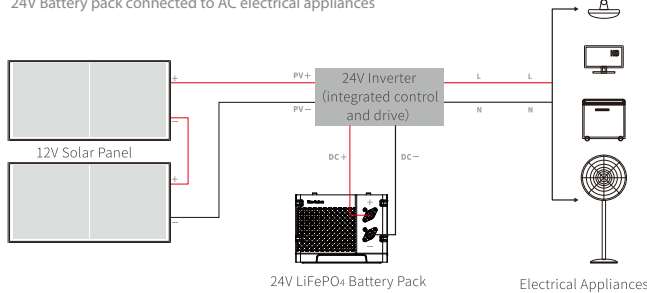 24V Battery pack connected to AC electrical appliances
+
PV+
24V Inverter
(integrated control
and drive)
L
L
PV−
N
N
−
12V Solar Panel
+
−
DC+
DC−
+
−
24V LiFePO4 Battery Pack
Electrical Appliances